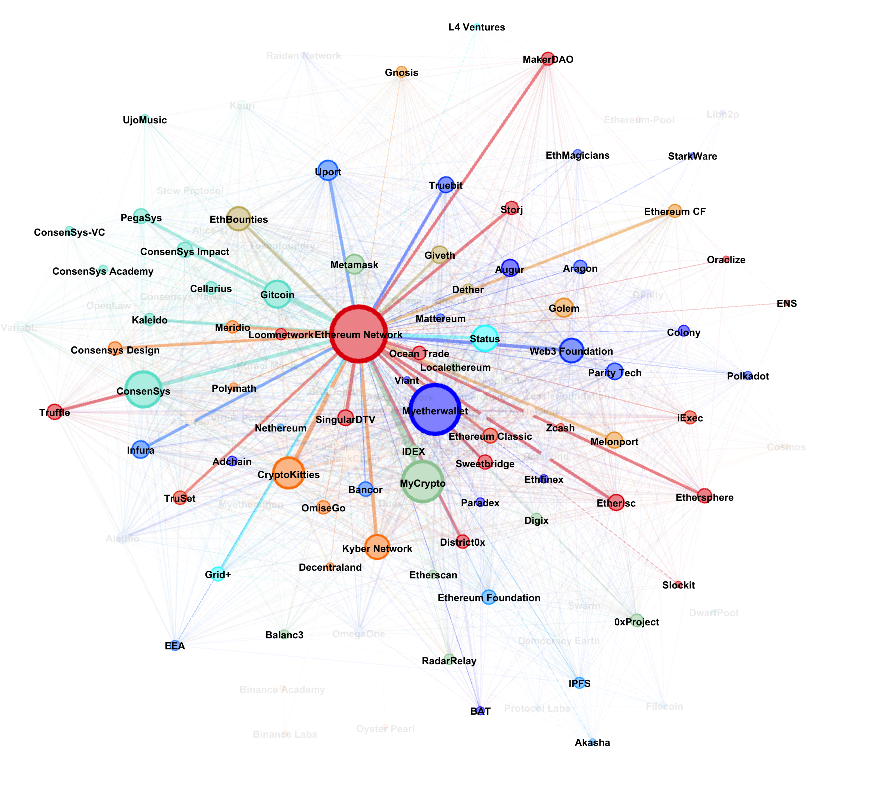 L4 Ventures
Raiden Network
MakerDAO
Gnosis
Kauri
UjoMusic
Ethereum-Pool
Libp2p
EthMagicians
StarkWare
Uport
Truebit
Slow Protocol
PegaSys
EthBounties
Storj
Ethereum CF
ConsenSys-VC
ConsenSys Impact
Giveth
Metamask
Oraclize
ConsenSys Academy
Augur
Aragon
Cellarius
Gitcoin
Dether
ENS
Golem
Kaleido
Meridio
Mattereum
Variabl
Loomnetwork
Ethereum Network
Status
Colony
Consensys Design
Ocean Trade
Web3 Foundation
Localethereum
Parity Tech
Polkadot
ConsenSys
Polymath
Viant
Truffle
Myetherwallet
SingularDTV
iExec
Nethereum
Zcash
Ethereum Classic
Melonport
Infura
IDEX
Cosmos
Adchain
Sweetbridge
CryptoKitties
MyCrypto
Ethfinex
Bancor
TruSet
Ethersphere
Paradex
Etherisc
OmiseGo
Digix
Alethio
District0x
Kyber Network
Decentraland
Grid+
Etherscan
Slockit
Ethereum Foundation
Swarm
DwarfPool
0xProject
Balanc3
OmegaOne
EEA
Democracy Earth
RadarRelay
IPFS
Binance Academy
Filecoin
Protocol Labs
BAT
Oyster Pearl
Binance Labs
Akasha